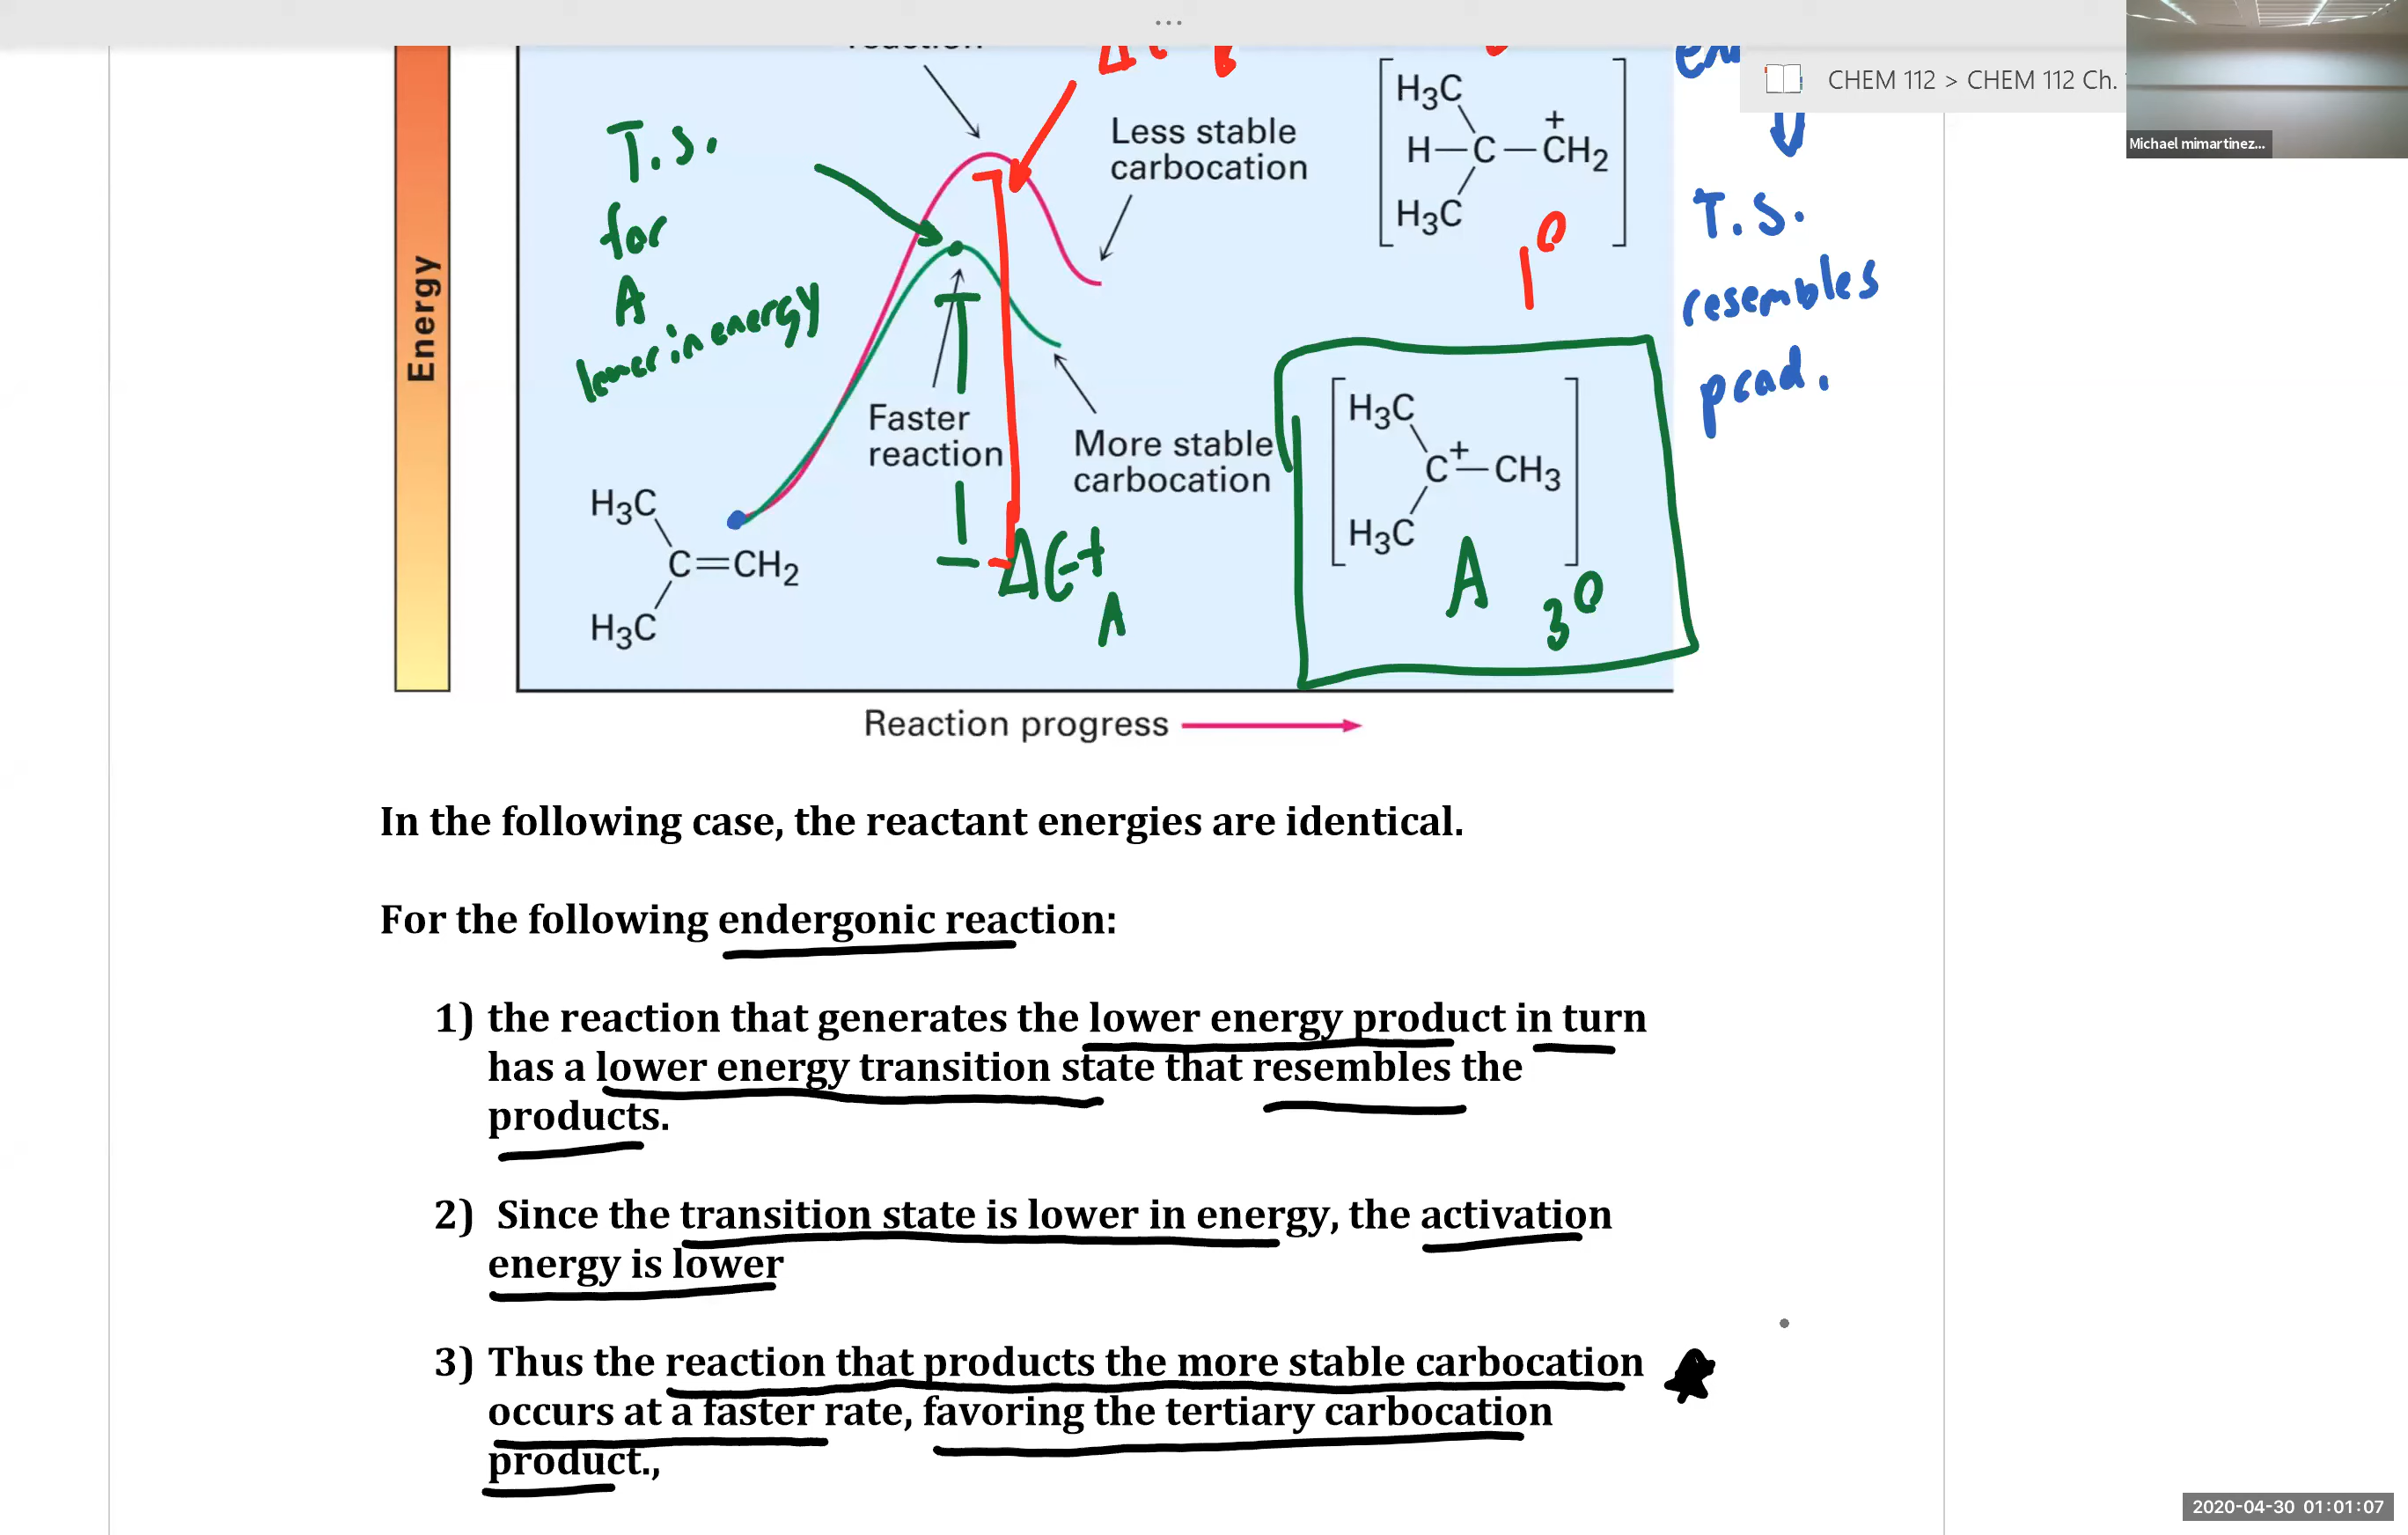 ...
CHEM 112 > CHEM 112 Ch.
Michael mimartinez...
reaction
T.S.
for
A
lower in energy
Less stable
carbocation
H3C
H—C—CH2
+
H3C
1°
T.S.
resembles
prod.
Energy
Faster
reaction
More stable
carbocation
H3C
C+—CH3
H3C
A 3°
H3C
C=CH2
H3C
ΔG‡
A
Reaction progress
In the following case, the reactant energies are identical.
For the following endergonic reaction:
1) the reaction that generates the lower energy product in turn
has a lower energy transition state that resembles the
products.
2) Since the transition state is lower in energy, the activation
energy is lower
3) Thus the reaction that products the more stable carbocation
occurs at a faster rate, favoring the tertiary carbocation
product.,
2020-04-30 01:01:07